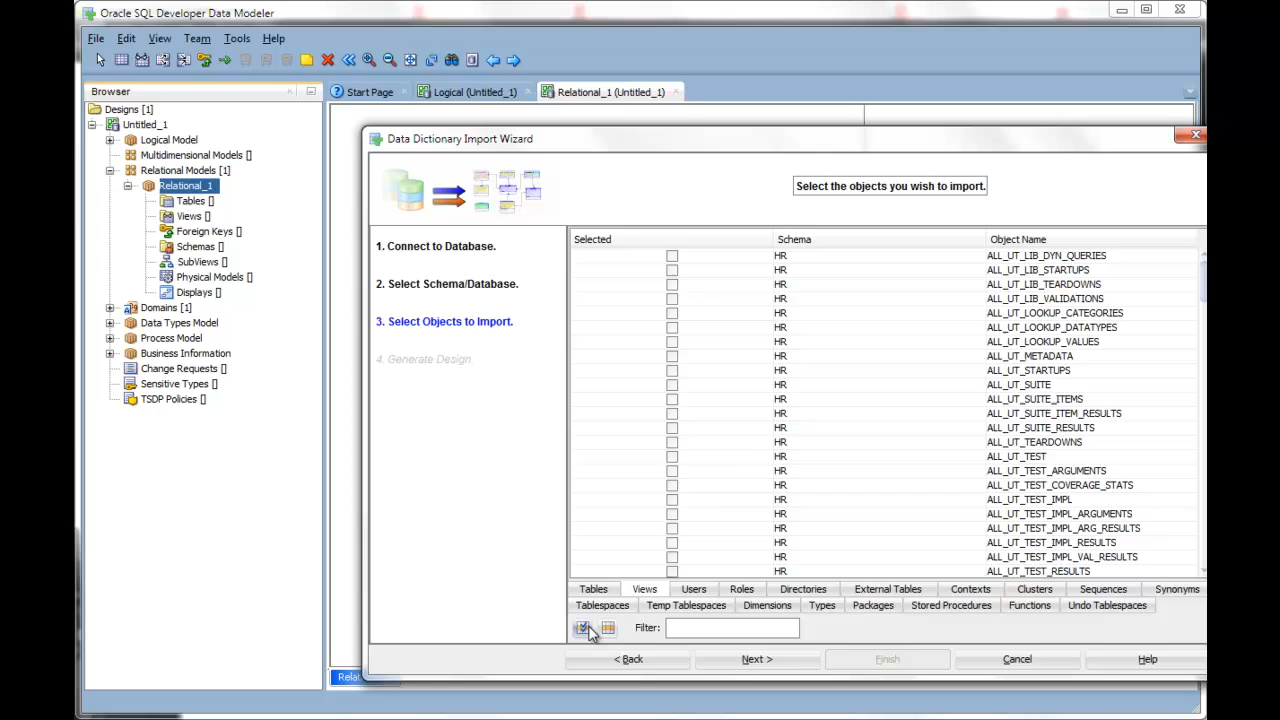 Oracle SQL Developer Data Modeler
File Edit View Team Tools Help
Browser
Start Page
Logical (Untitled_1)
Relational_1 (Untitled_1)
Designs [1]
Untitled_1
Logical Model
Multidimensional Models []
Relational Models [1]
Relational_1
Tables []
Views []
Foreign Keys []
Schemas []
SubViews []
Physical Models []
Displays []
Domains [1]
Data Types Model
Process Model
Business Information
Change Requests []
Sensitive Types []
TSDP Policies []
Data Dictionary Import Wizard
Select the objects you wish to import.
1. Connect to Database.
2. Select Schema/Database.
3. Select Objects to Import.
4. Generate Design.
Selected Schema Object Name
HR ALL_UT_LIB_DYN_QUERIES
HR ALL_UT_LIB_STARTUPS
HR ALL_UT_LIB_TEARDOWNS
HR ALL_UT_LIB_VALIDATIONS
HR ALL_UT_LOOKUP_CATEGORIES
HR ALL_UT_LOOKUP_DATATYPES
HR ALL_UT_LOOKUP_VALUES
HR ALL_UT_METADATA
HR ALL_UT_STARTUPS
HR ALL_UT_SUITE
HR ALL_UT_SUITE_ITEMS
HR ALL_UT_SUITE_ITEM_RESULTS
HR ALL_UT_SUITE_RESULTS
HR ALL_UT_TEARDOWNS
HR ALL_UT_TEST
HR ALL_UT_TEST_ARGUMENTS
HR ALL_UT_TEST_COVERAGE_STATS
HR ALL_UT_TEST_IMPL
HR ALL_UT_TEST_IMPL_ARGUMENTS
HR ALL_UT_TEST_IMPL_ARG_RESULTS
HR ALL_UT_TEST_IMPL_RESULTS
HR ALL_UT_TEST_IMPL_VAL_RESULTS
HR ALL_UT_TEST_RESULTS
Tables Views Users Roles Directories External Tables Contexts Clusters Sequences Synonyms
Tablespaces Temp Tablespaces Dimensions Types Packages Stored Procedures Functions Undo Tablespaces
Filter:
< Back Next > Finish Cancel Help